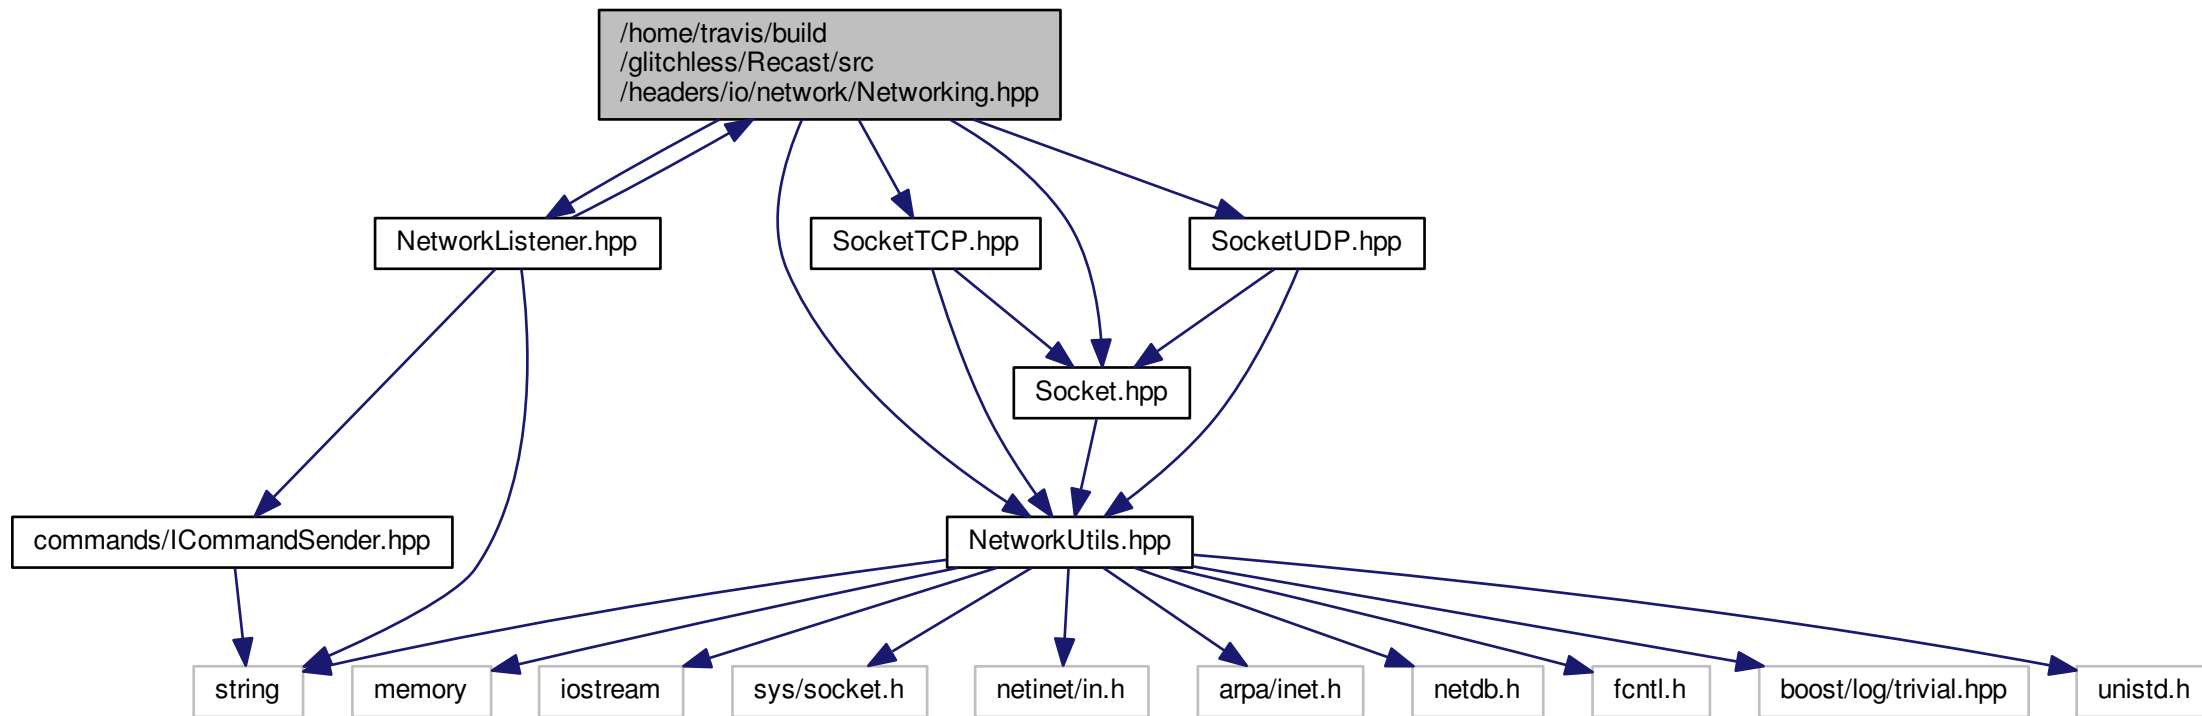 /home/travis/build
/glitchless/Recast/src
/headers/io/network/Networking.hpp
NetworkListener.hpp
SocketTCP.hpp
SocketUDP.hpp
Socket.hpp
commands/ICommandSender.hpp
NetworkUtils.hpp
string
memory
iostream
sys/socket.h
netinet/in.h
arpa/inet.h
netdb.h
fcntl.h
boost/log/trivial.hpp
unistd.h